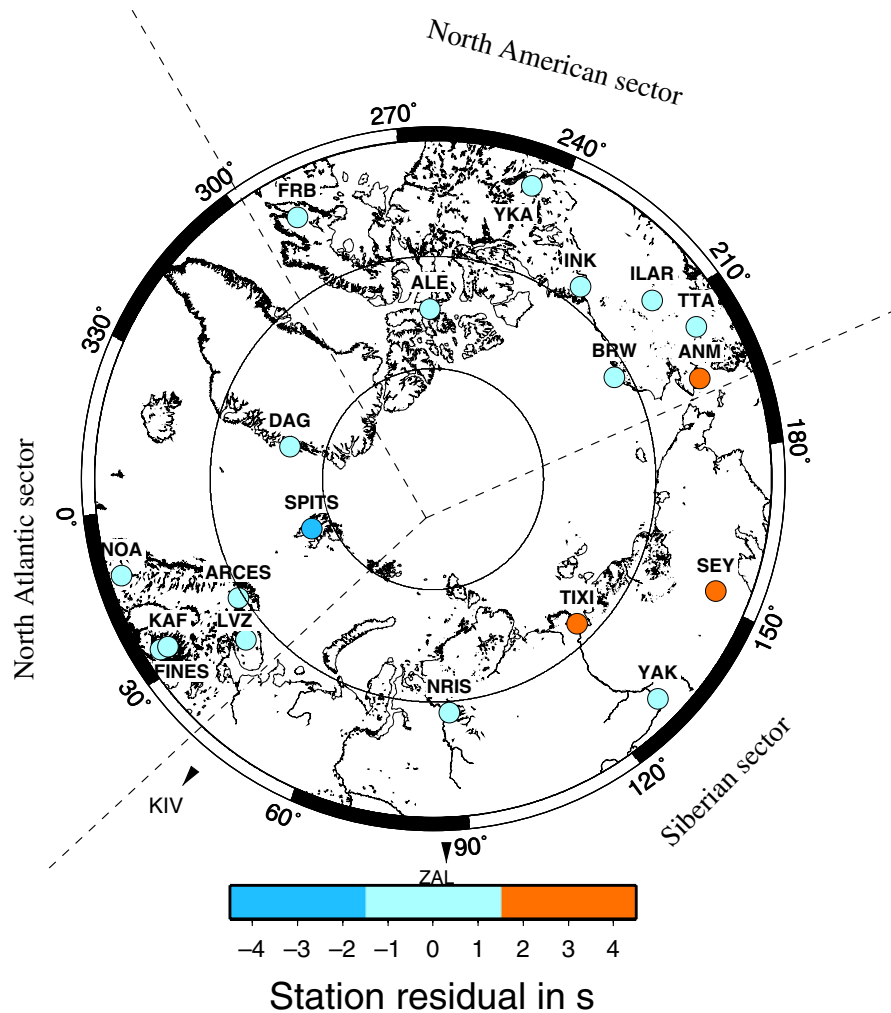 North American sector
270°
240°
300°
FRB
YKA
210°
INK
ILAR
ALE
TTA
330°
BRW
ANM
DAG
180°
North Atlantic sector
SPITS
0°
NOA
ARCES
SEY
TIXI
KAF
LVZ
150°
FINES
YAK
30°
NRIS
Siberian sector
120°
KIV
60°
90°
ZAL
–4 –3 –2 –1 0 1 2 3 4
Station residual in s